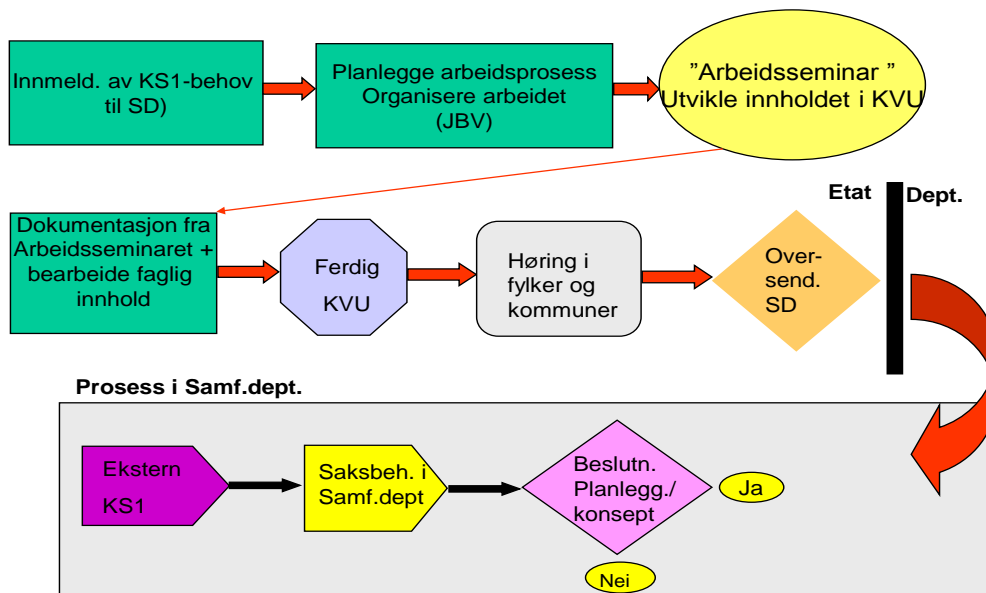 Innmeld. av KS1-behov
til SD)
Planlegge arbeidsprosess
Organisere arbeidet
(JBV)
”Arbeidsseminar ”
Utvikle innholdet i KVU
Etat
Dept.
Dokumentasjon fra
Arbeidsseminaret +
bearbeide faglig
innhold
Ferdig
KVU
Høring i
fylker og
kommuner
Over-
send.
SD
Prosess i Samf.dept.
Ekstern
KS1
Saksbeh. i
Samf.dept
Beslutn.
Planlegg./
konsept
Ja
Nei